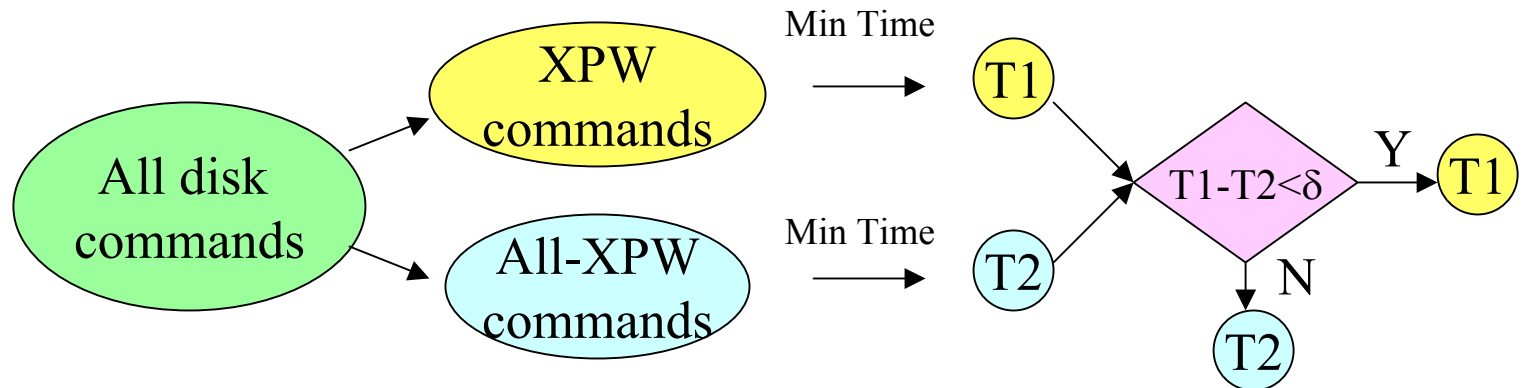 All disk
commands
XPW
commands
All-XPW
commands
Min Time
Min Time
T1
T2
T1-T2<δ
Y
T1
N
T2